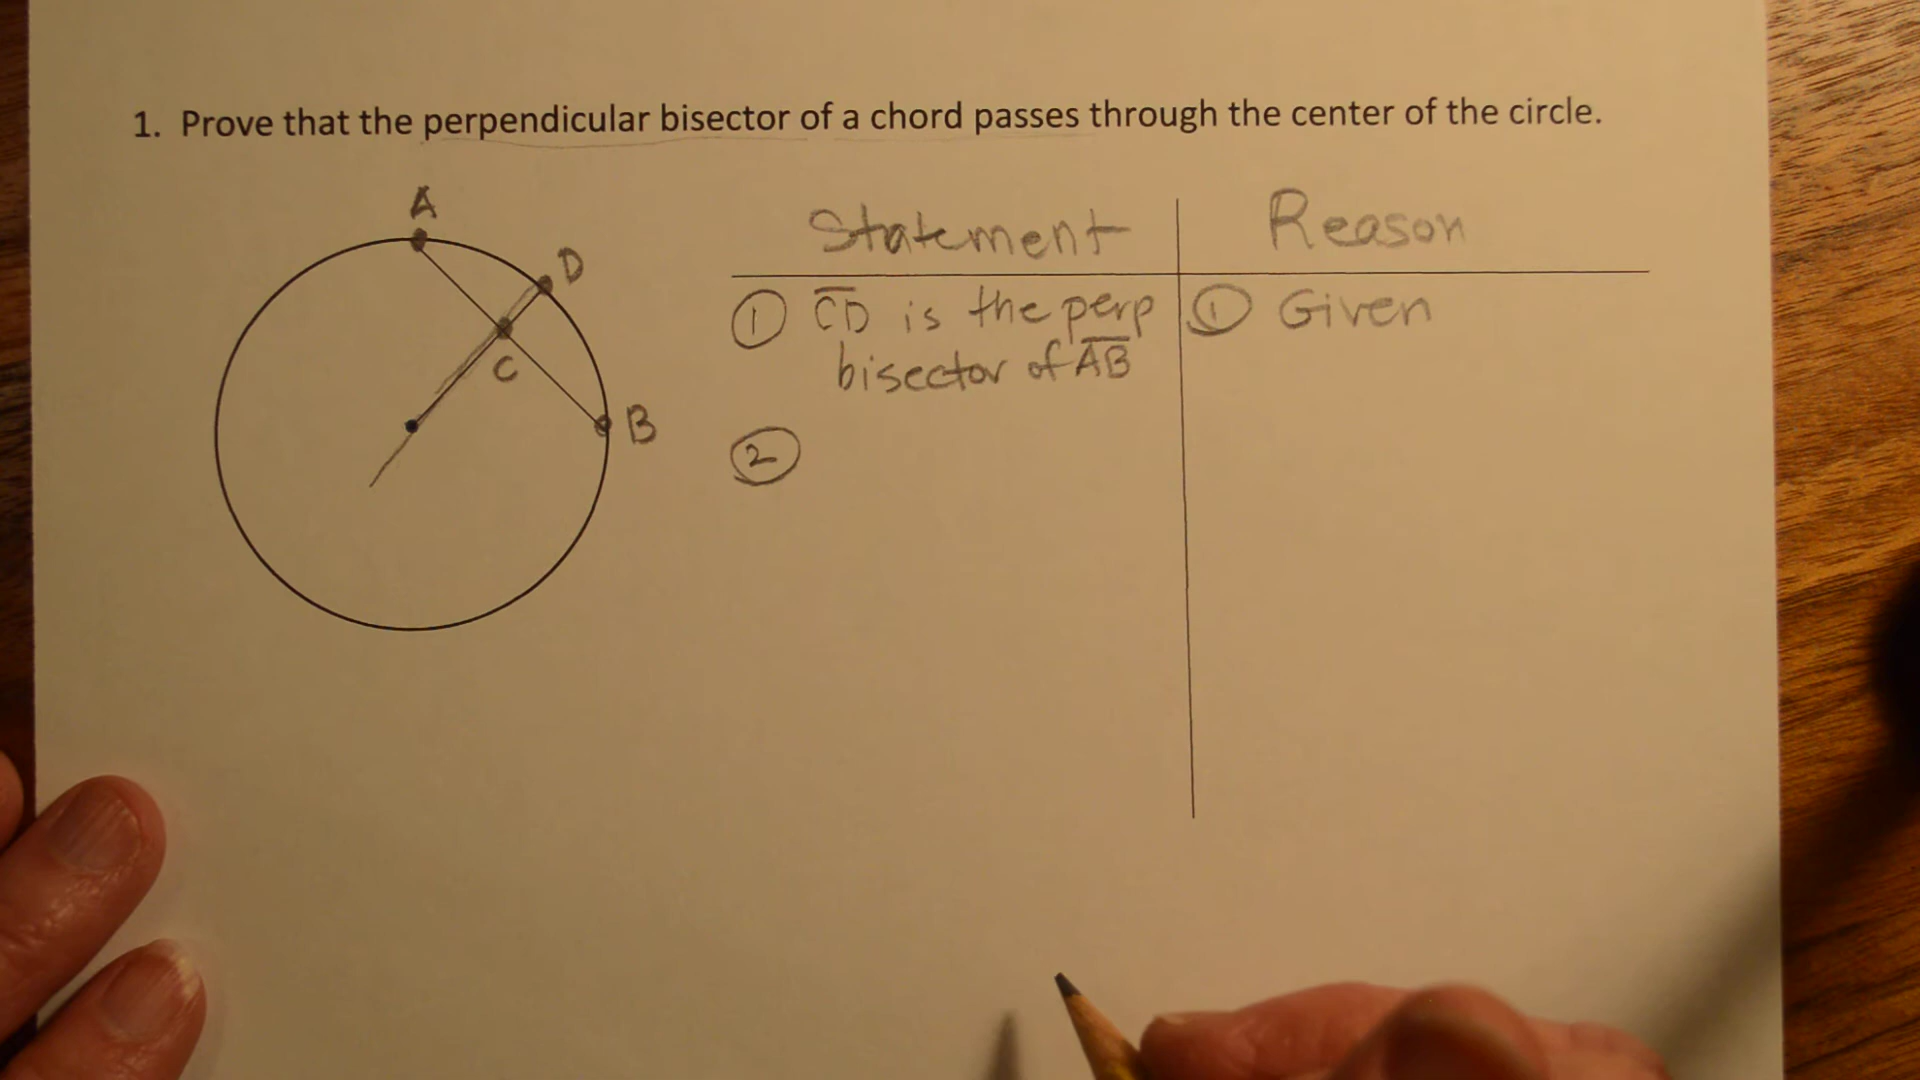 1. Prove that the perpendicular bisector of a chord passes through the center of the circle.
A
D
C
B
Statement Reason
① C̅D̅ is the perp ① Given
bisector of A̅B̅
②